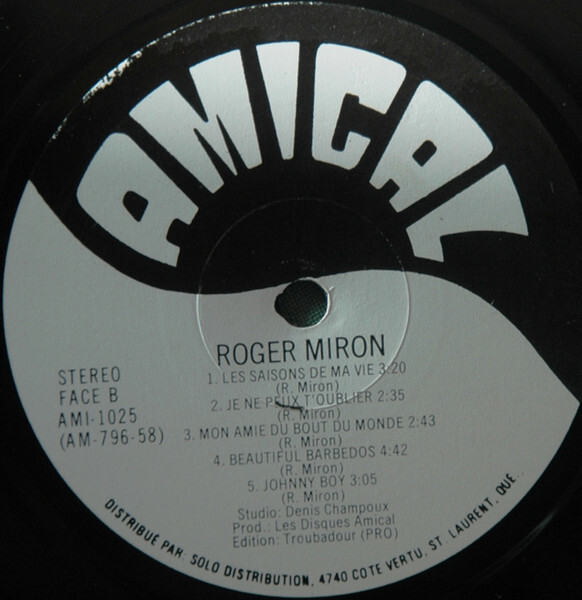 AMICAL
ROGER MIRON
STEREO
FACE B
AMI-1025
(AM-796-58)
1. LES SAISONS DE MA VIE 3:20
(R. Miron)
2. JE NE PEUX T'OUBLIER 2:35
(R. Miron)
3. MON AMIE DU BOUT DU MONDE 2:43
(R. Miron)
4. BEAUTIFUL BARBEDOS 4:42
(R. Miron)
5. JOHNNY BOY 3:05
(R. Miron)
Studio: Denis Champoux
Prod.: Les Disques Amical
Edition: Troubadour (PRO)
DISTRIBUÉ PAR: SOLO DISTRIBUTION, 4740 COTE VERTU, ST. LAURENT, QUE.